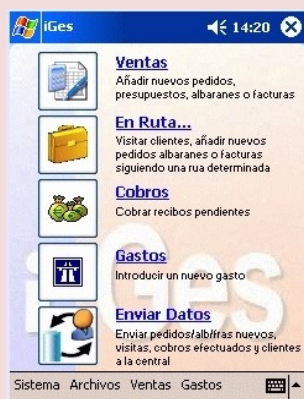 iGes 14:20
Ventas
Añadir nuevos pedidos,
presupuestos, albaranes o facturas
En Ruta...
Visitar clientes, añadir nuevos
pedidos albaranes o facturas
siguiendo una rua determinada
Cobros
Cobrar recibos pendientes
Gastos
Introducir un nuevo gasto
Enviar Datos
Enviar pedidos/alb/fras nuevos,
visitas, cobros efectuados y clientes
a la central
iGes
Sistema Archivos Ventas Gastos